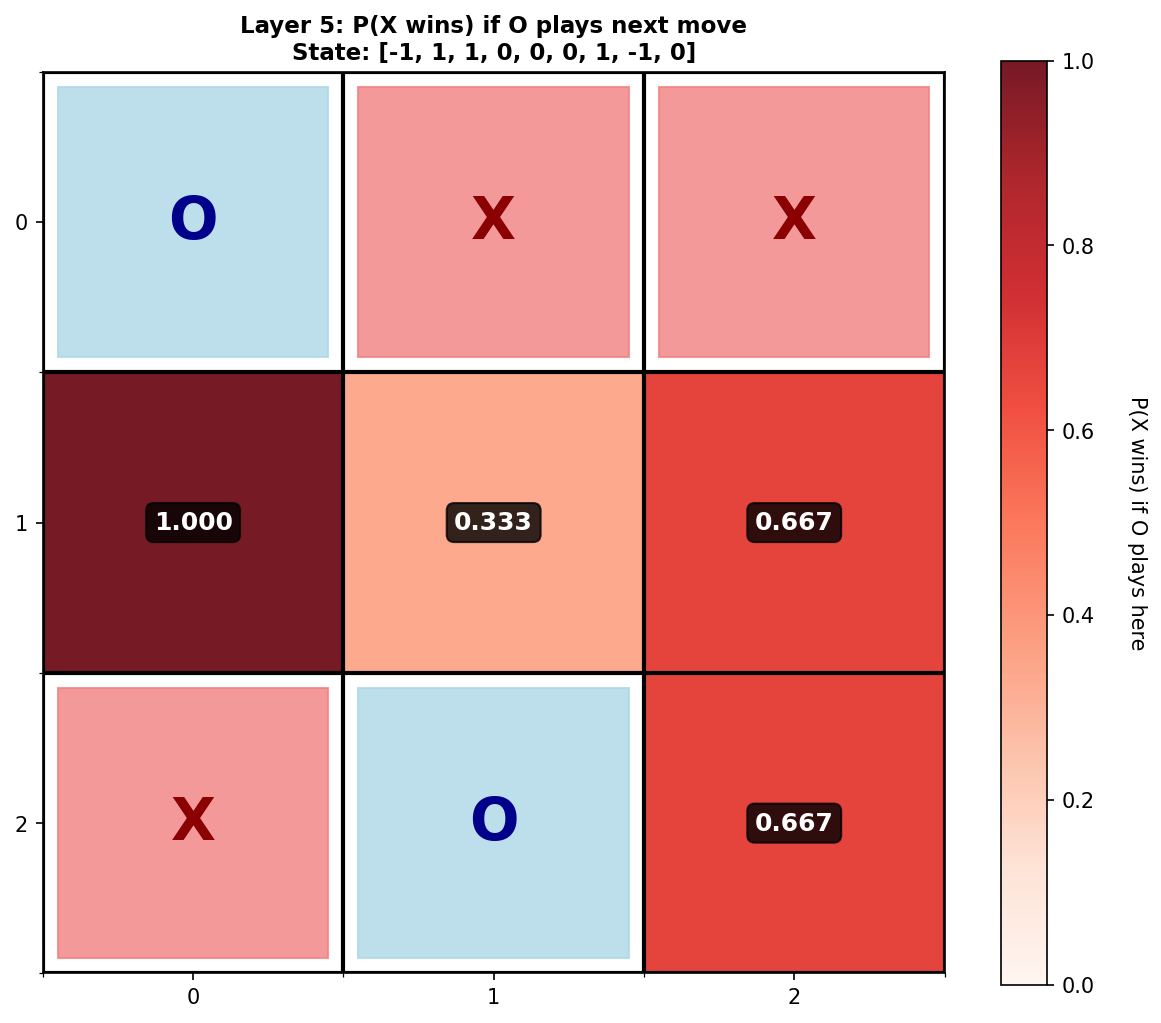 Layer 5: P(X wins) if O plays next move
State: [-1, 1, 1, 0, 0, 0, 1, -1, 0]
1.0
0 O X X
0.8
0.6
P(X wins) if O plays here
1 1.000 0.333 0.667
0.4
0.2
2 X O 0.667
0.0
0 1 2